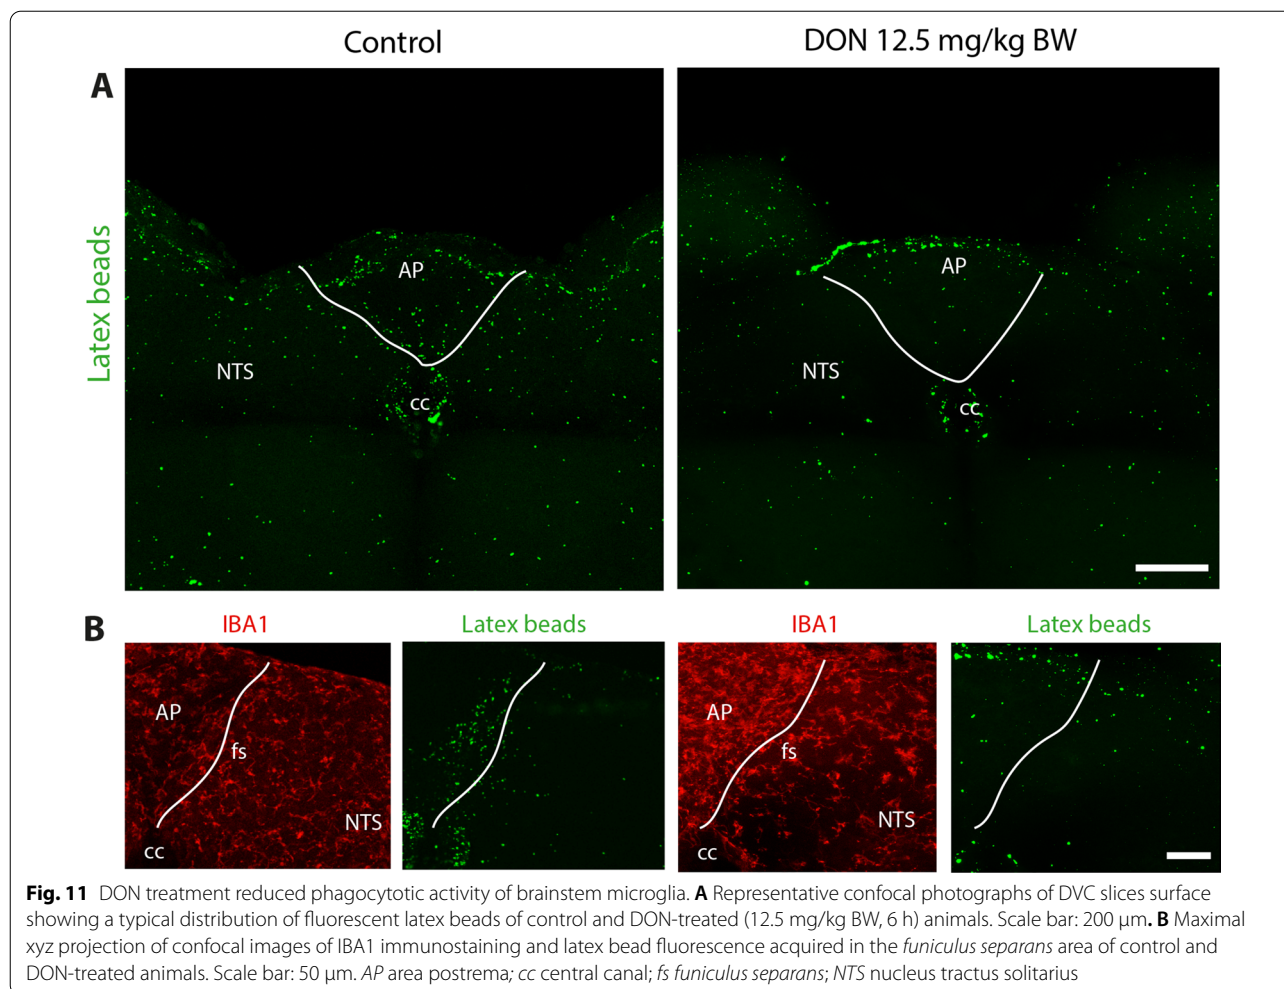 Control
DON 12.5 mg/kg BW
A
Latex beads
AP
NTS
cc
AP
NTS
cc
B
IBA1
Latex beads
IBA1
Latex beads
AP
fs
NTS
cc
AP
fs
NTS
cc
Fig. 11 DON treatment reduced phagocytotic activity of brainstem microglia. A Representative confocal photographs of DVC slices surface
showing a typical distribution of fluorescent latex beads of control and DON-treated (12.5 mg/kg BW, 6 h) animals. Scale bar: 200 μm. B Maximal
xyz projection of confocal images of IBA1 immunostaining and latex bead fluorescence acquired in the funiculus separans area of control and
DON-treated animals. Scale bar: 50 μm. AP area postrema; cc central canal; fs funiculus separans; NTS nucleus tractus solitarius